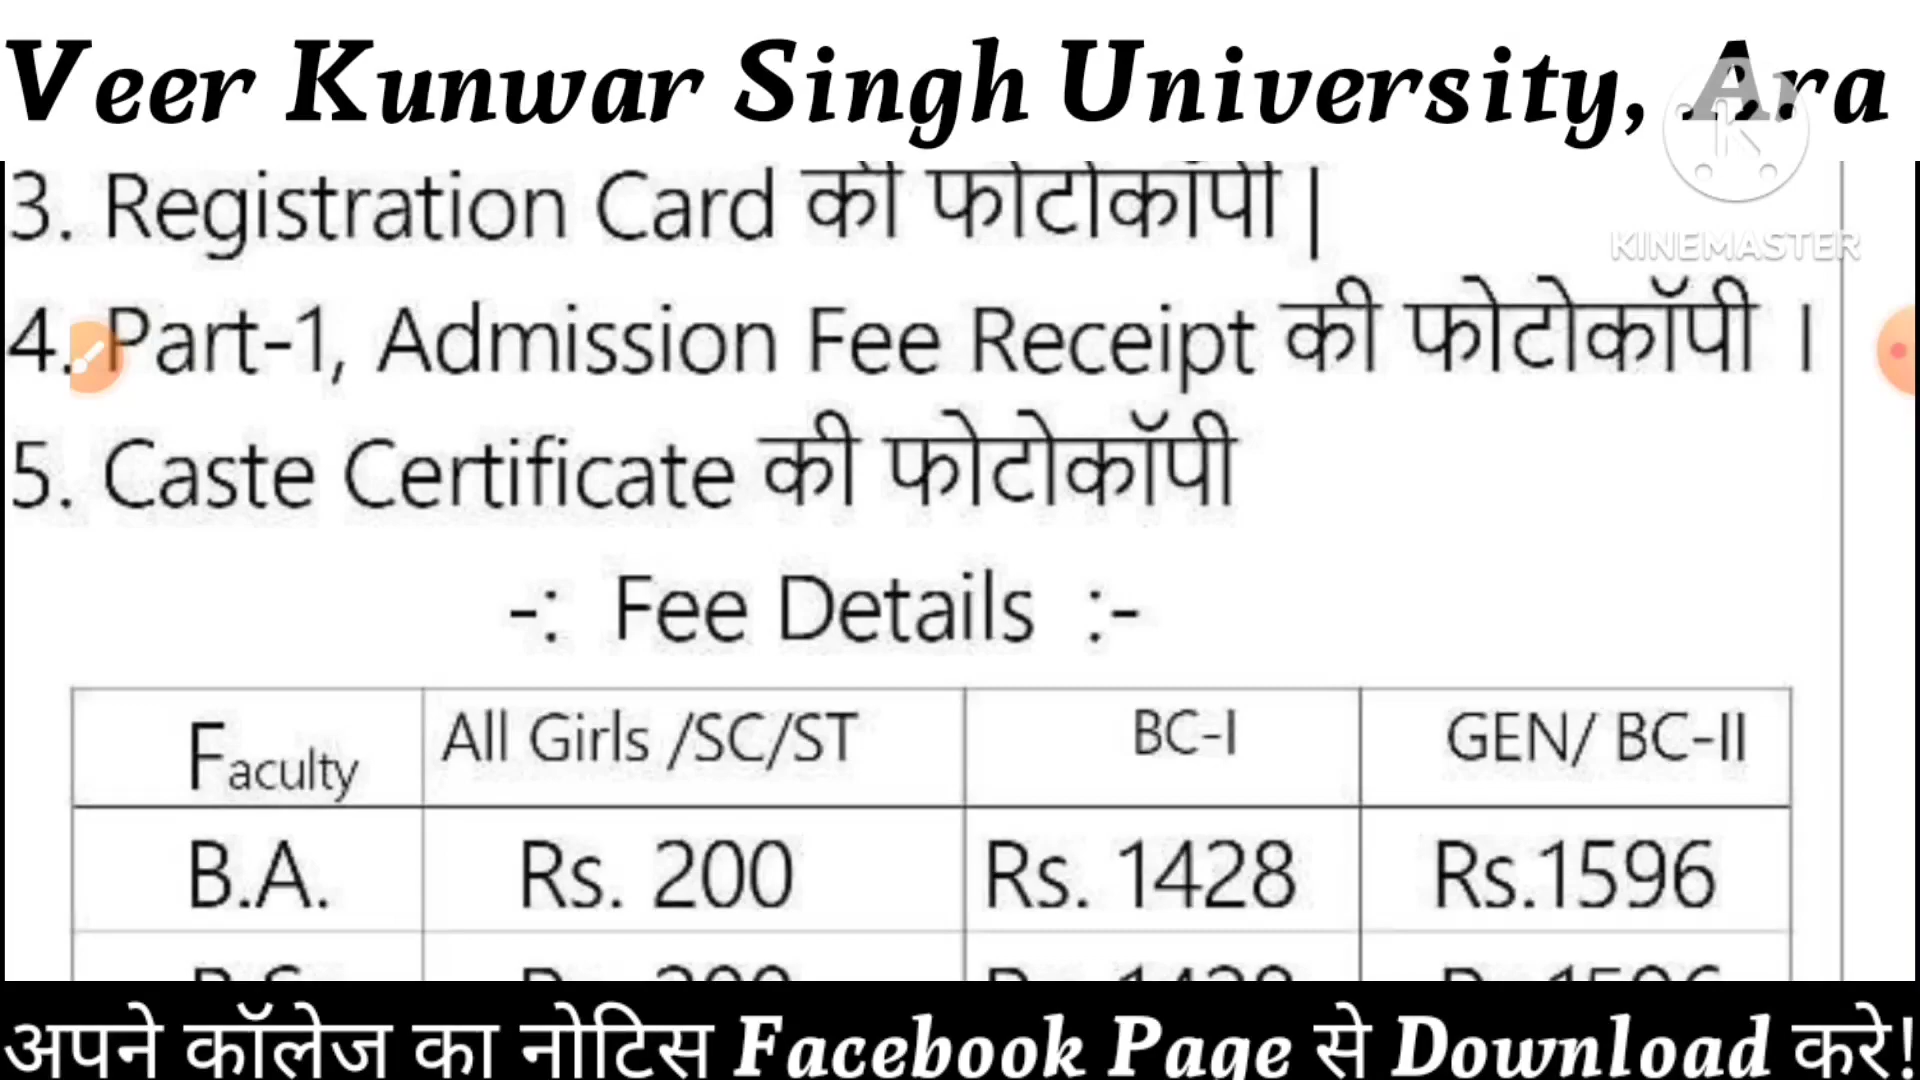 Veer Kunwar Singh University, Ara
KINEMASTER
3. Registration Card की फोटोकॉपी |
4. Part-1, Admission Fee Receipt की फोटोकॉपी ।
5. Caste Certificate की फोटोकॉपी
-: Fee Details :-
Faculty All Girls /SC/ST BC-I GEN/ BC-II
B.A. Rs. 200 Rs. 1428 Rs.1596
अपने कॉलेज का नोटिस Facebook Page से Download करे!